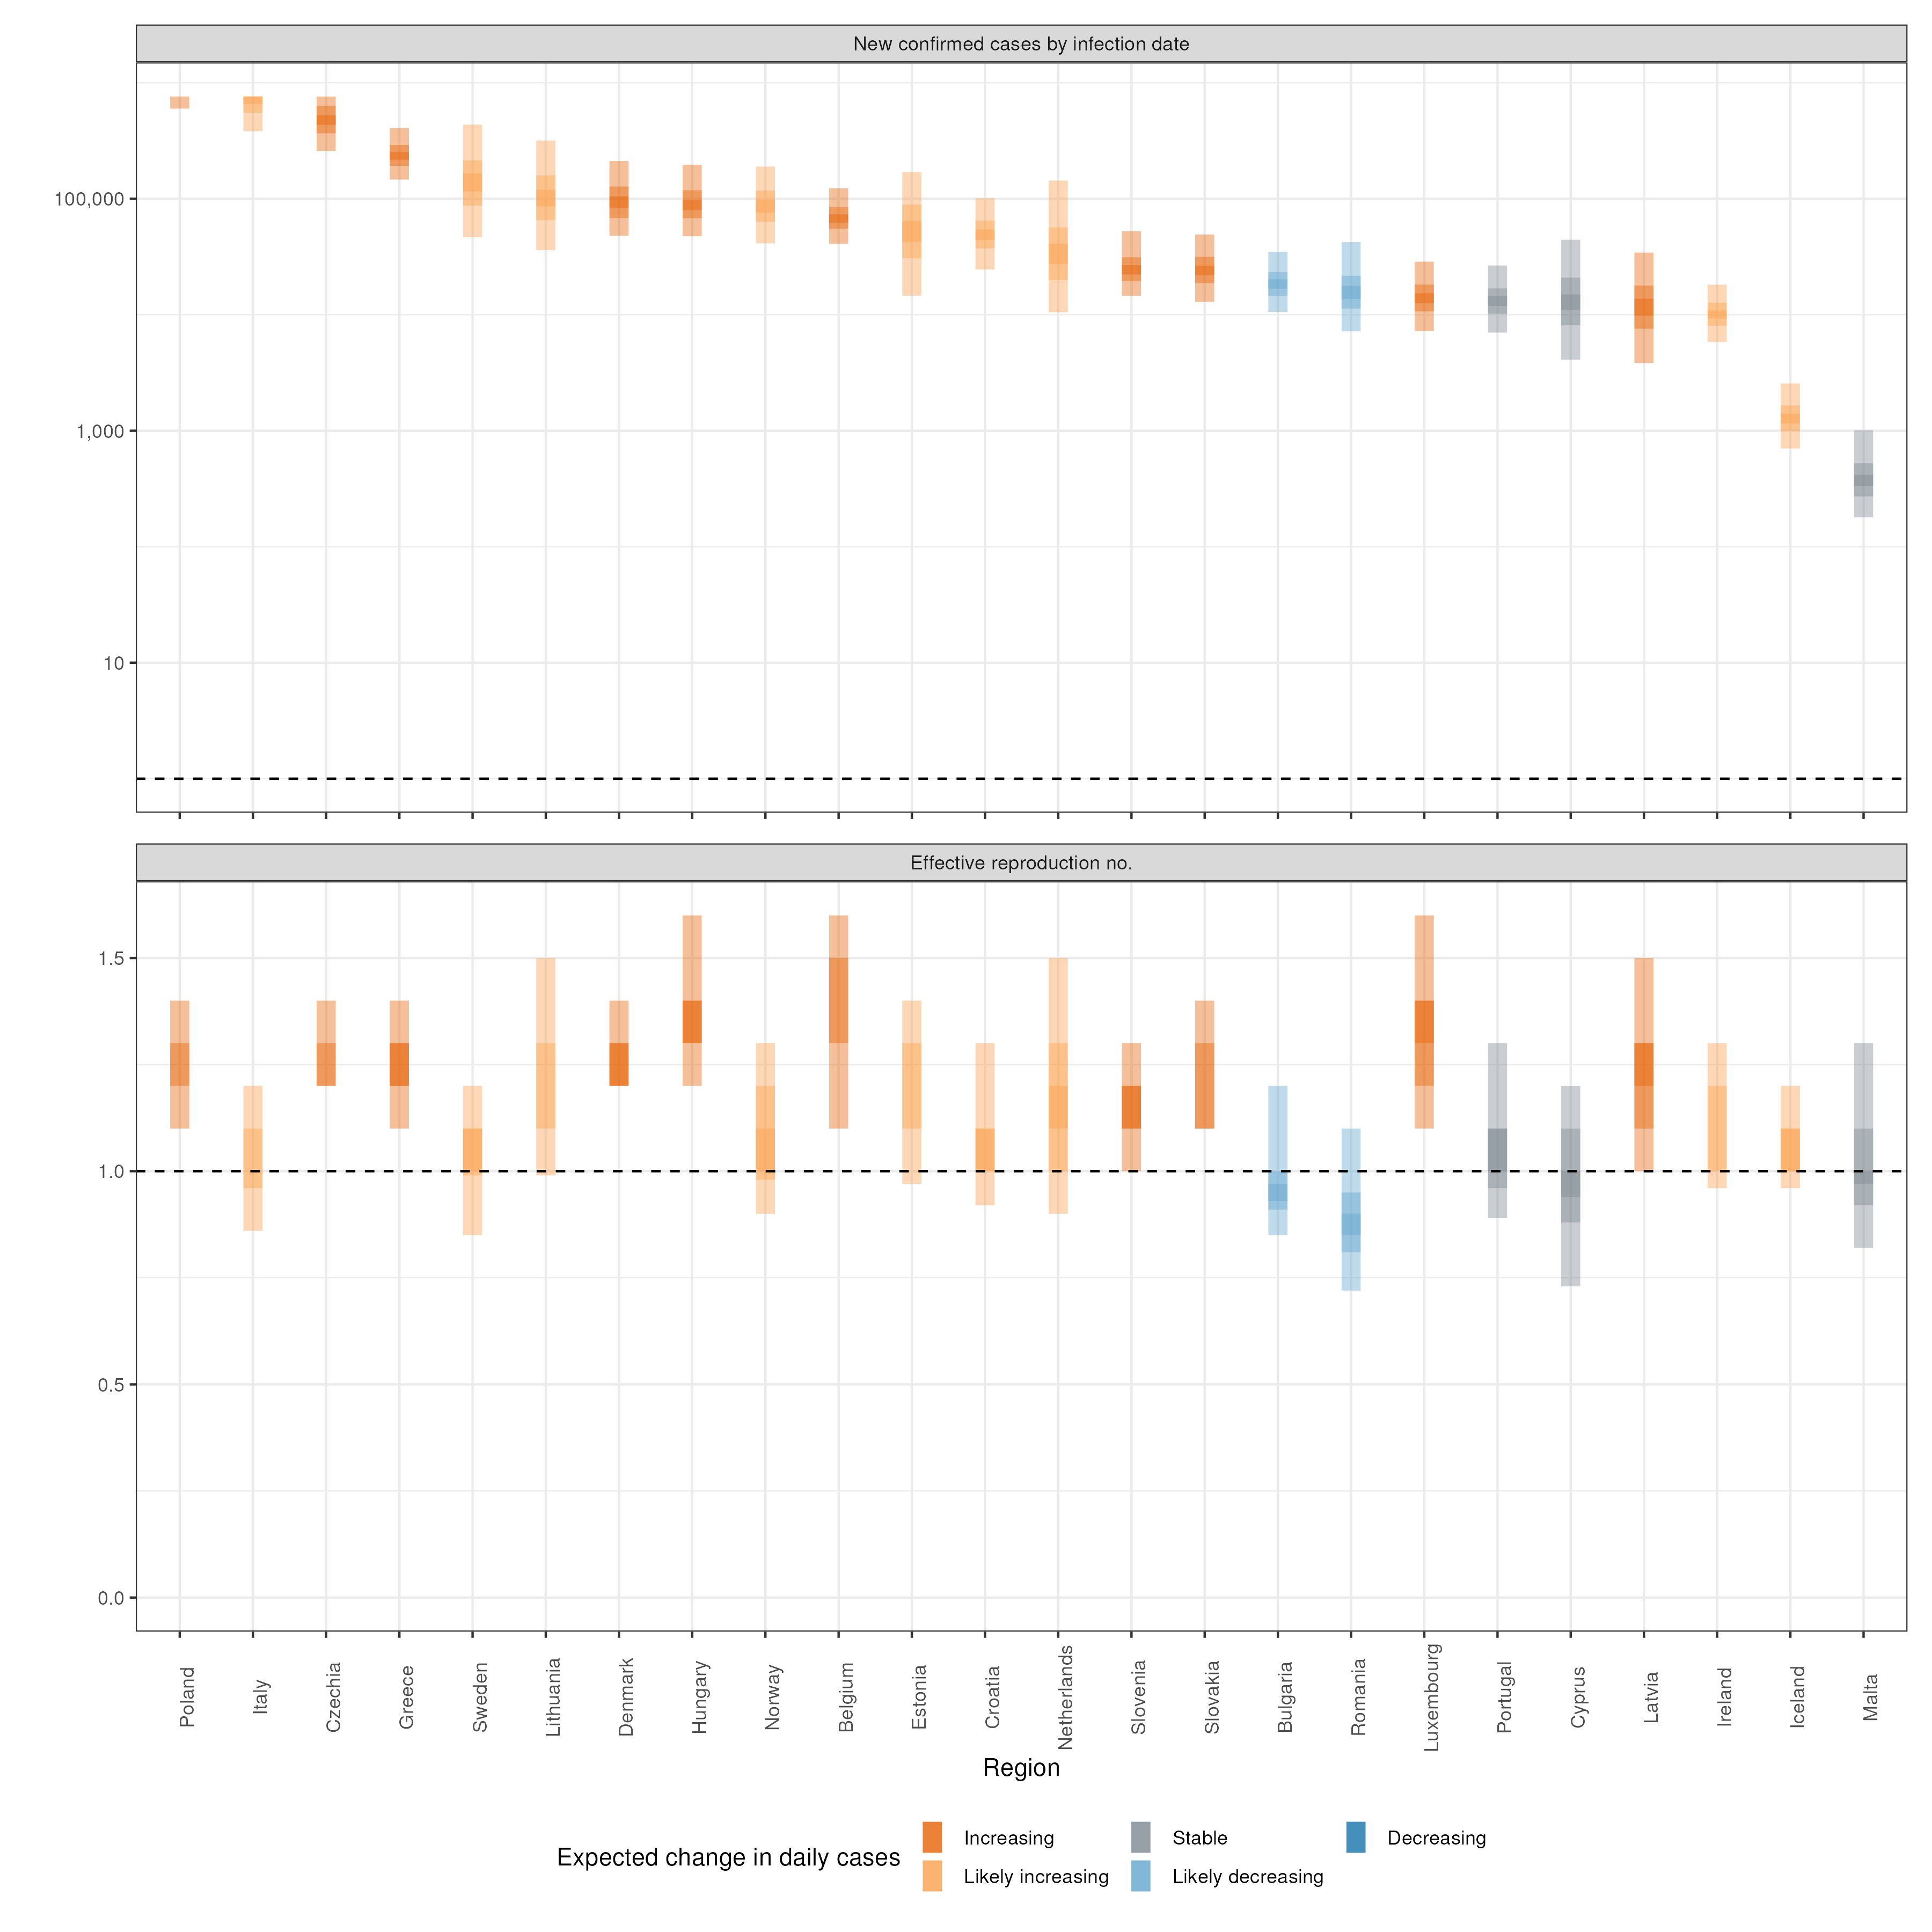 New confirmed cases by infection date
100,000
1,000
10
Effective reproduction no.
1.5
1.0
0.5
0.0
Poland
Italy
Czechia
Greece
Sweden
Lithuania
Denmark
Hungary
Norway
Belgium
Estonia
Croatia
Netherlands
Slovenia
Slovakia
Bulgaria
Romania
Luxembourg
Portugal
Cyprus
Latvia
Ireland
Iceland
Malta
Region
Expected change in daily cases
Increasing
Likely increasing
Stable
Likely decreasing
Decreasing